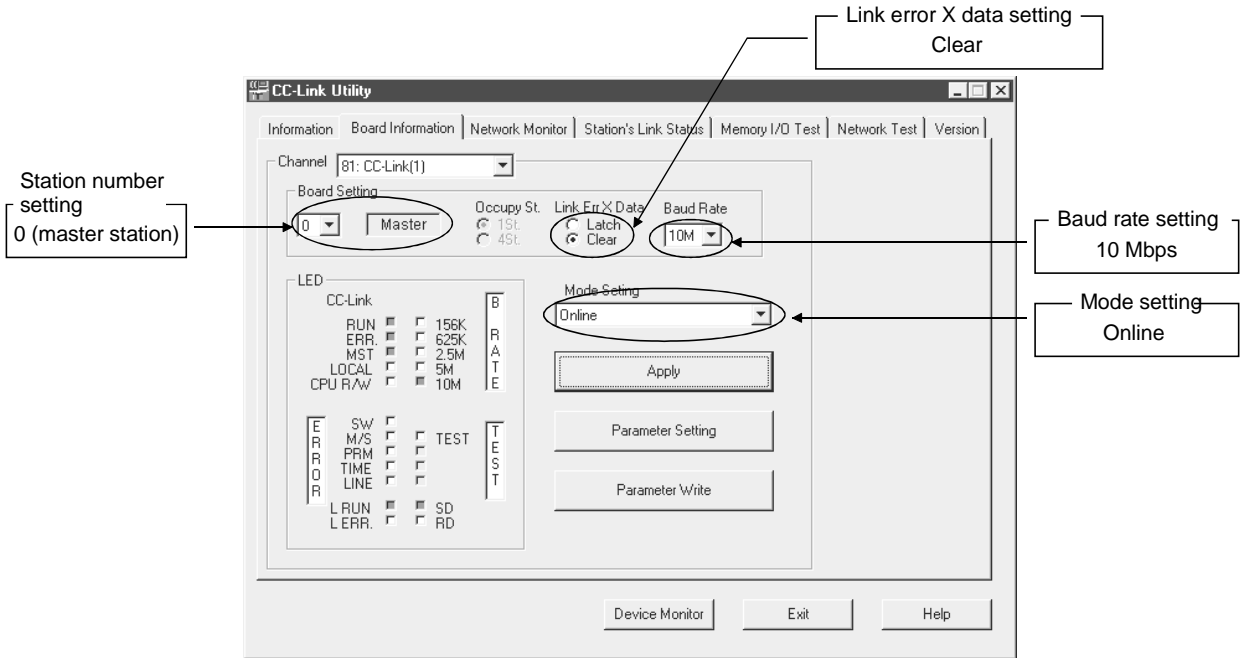 Link error X data setting
Clear
CC-Link Utility
Information Board Information Network Monitor Station's Link Status Memory I/O Test Network Test Version
Channel 81: CC-Link(1)
Station number
setting
0 (master station)
Board Setting
0 Master
Occupy St.
1St.
4St.
Link Err X Data
Latch
Clear
Baud Rate
10M
Baud rate setting
10 Mbps
LED
CC-Link
RUN 156K
ERR. 625K
MST 2.5M
LOCAL 5M
CPU R/W 10M
B RATE
Mode Seting
Online
Mode setting
Online
Apply
ERROR
SW
M/S TEST
PRM
TIME
LINE
TEST
L RUN SD
L ERR. RD
Parameter Setting
Parameter Write
Device Monitor Exit Help